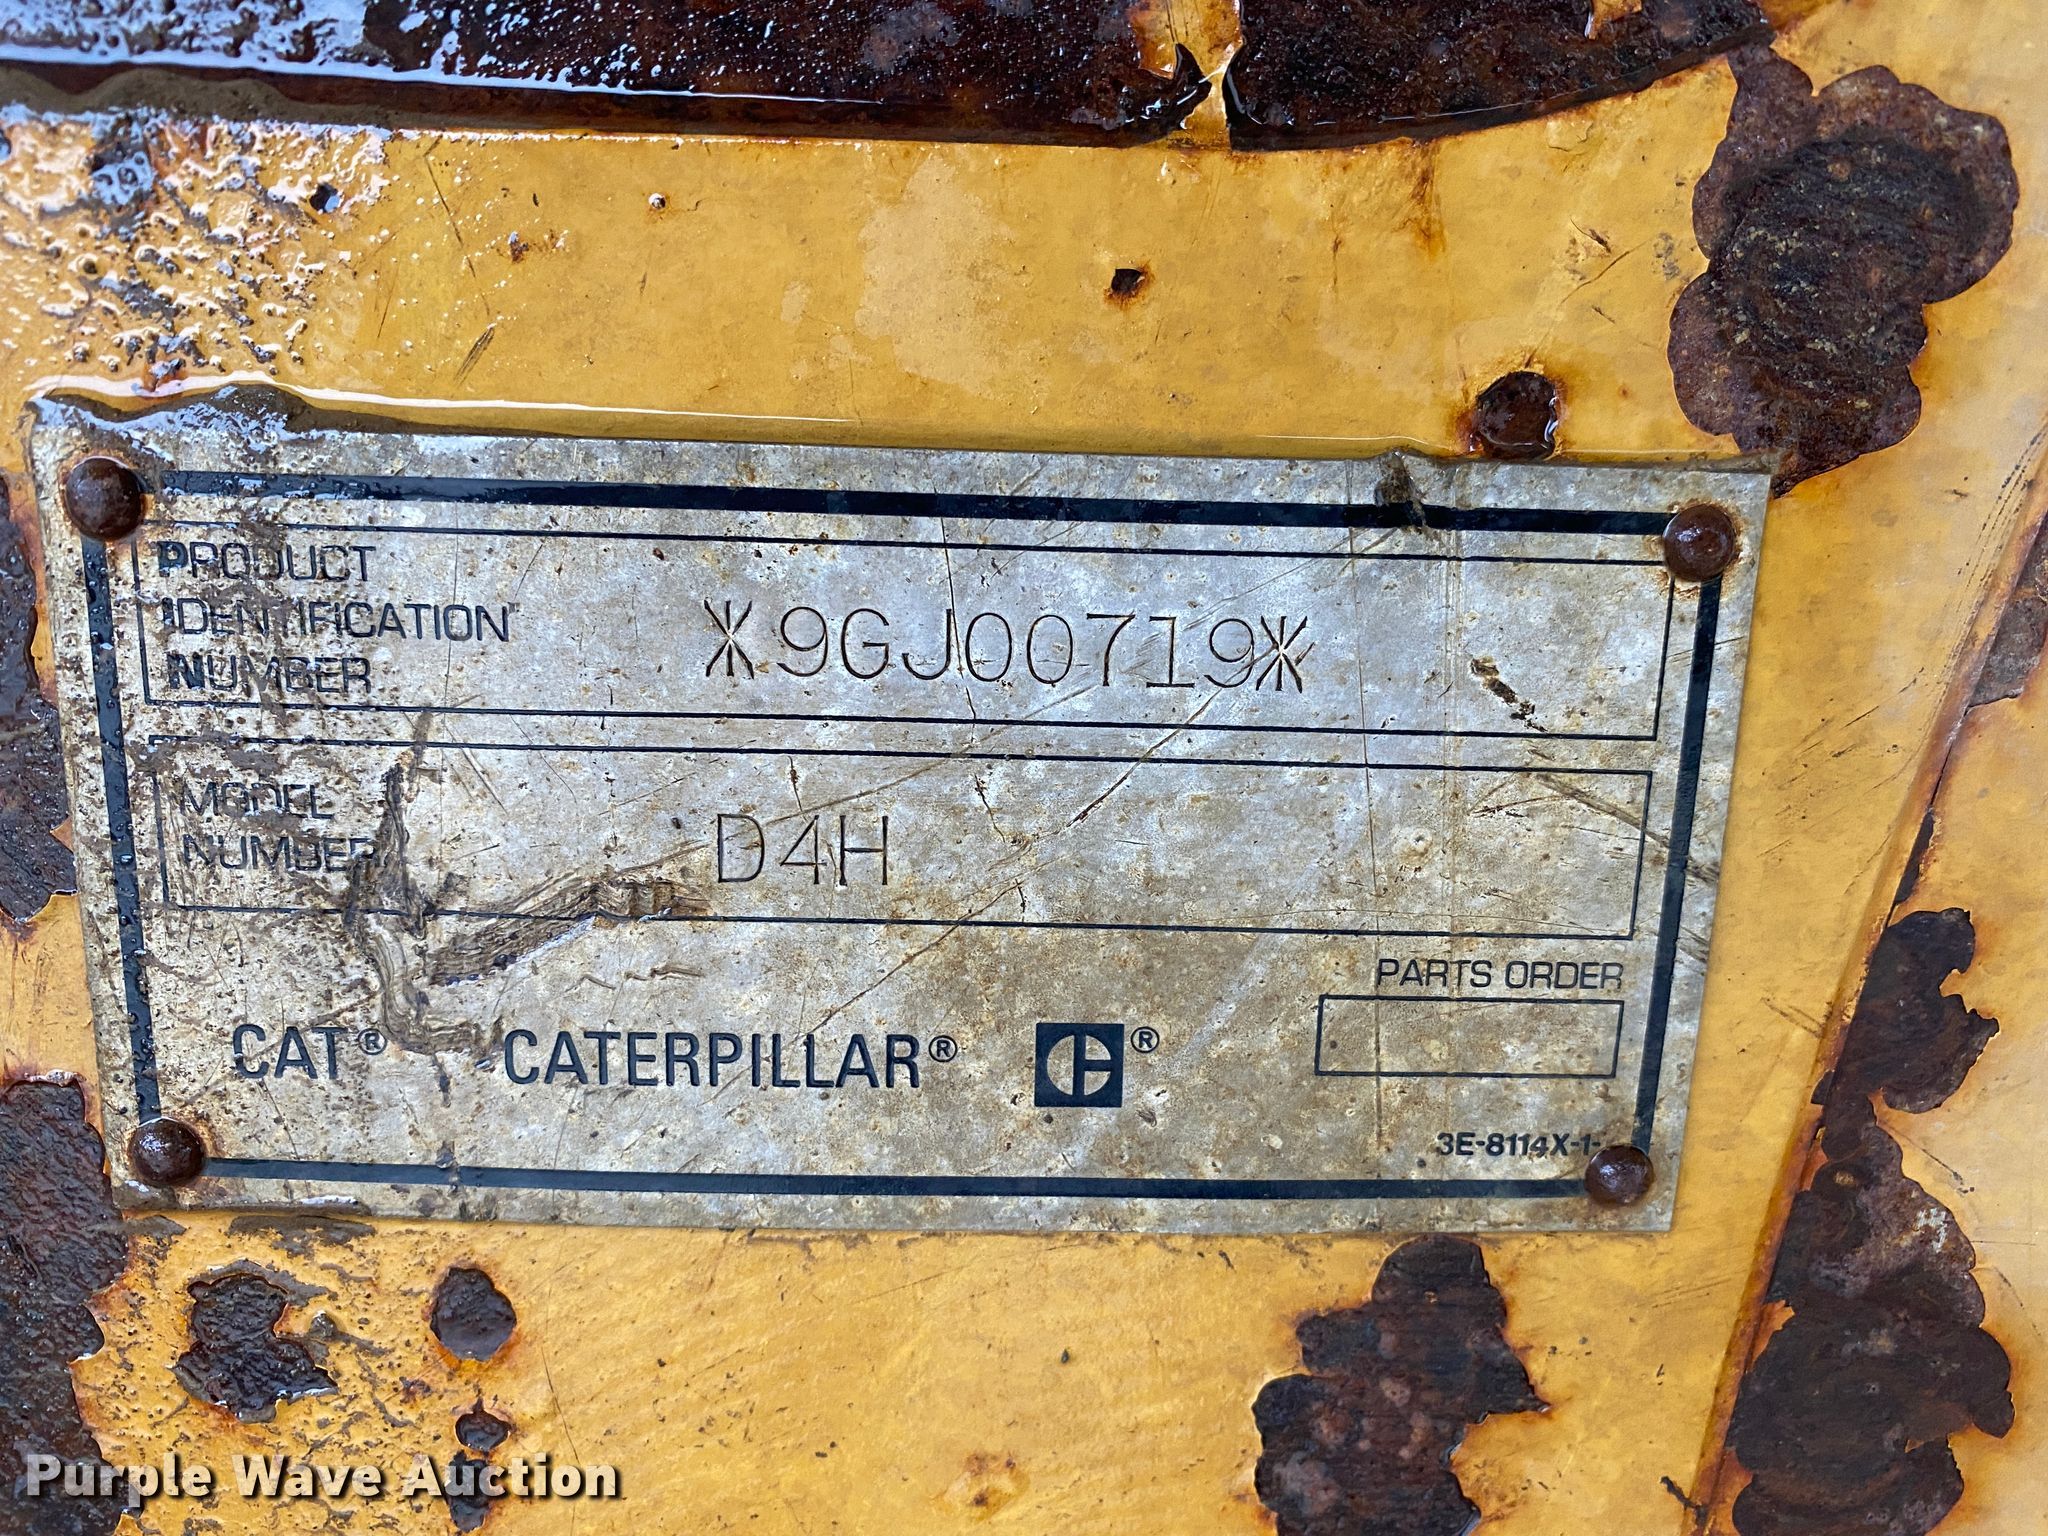 PRODUCT
IDENTIFICATION
NUMBER
*9GJ00719*
MODEL
NUMBER
D4H
PARTS ORDER
CAT® CATERPILLAR® ®
3E-8114X-1-
Purple Wave Auction